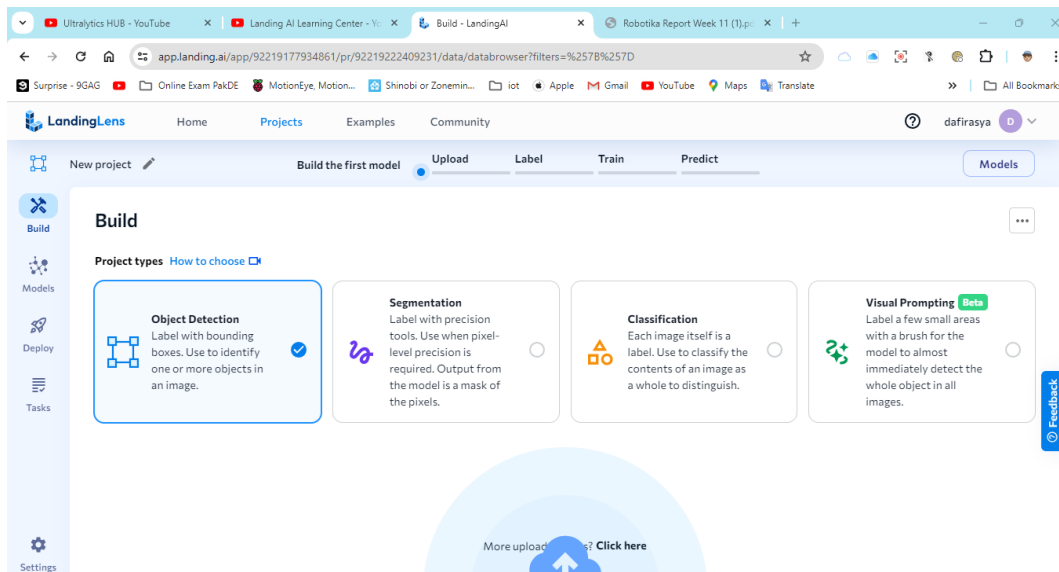 Ultralytics HUB - YouTube
Landing AI Learning Center - Yo
Build - LandingAI
Robotika Report Week 11 (1).pd
app.landing.ai/app/92219177934861/pr/92219222409231/data/databrowser?filters=%257B%257D
Surprise - 9GAG
Online Exam PakDE
MotionEye, Motion...
Shinobi or Zonemin...
iot
Apple
Gmail
YouTube
Maps
Translate
»
All Bookmark
LandingLens
Home
Projects
Examples
Community
dafirasya
D
New project
Build the first model
Upload
Label
Train
Predict
Models
Build
Models
Deploy
Tasks
Settings
Build
Project types How to choose
Object Detection
Label with bounding
boxes. Use to identify
one or more objects in
an image.
Segmentation
Label with precision
tools. Use when pixel-
level precision is
required. Output from
the model is a mask of
the pixels.
Classification
Each image itself is a
label. Use to classify the
contents of an image as
a whole to distinguish.
Visual Prompting Beta
Label a few small areas
with a brush for the
model to almost
immediately detect the
whole object in all
images.
Feedback
More upload ? Click here